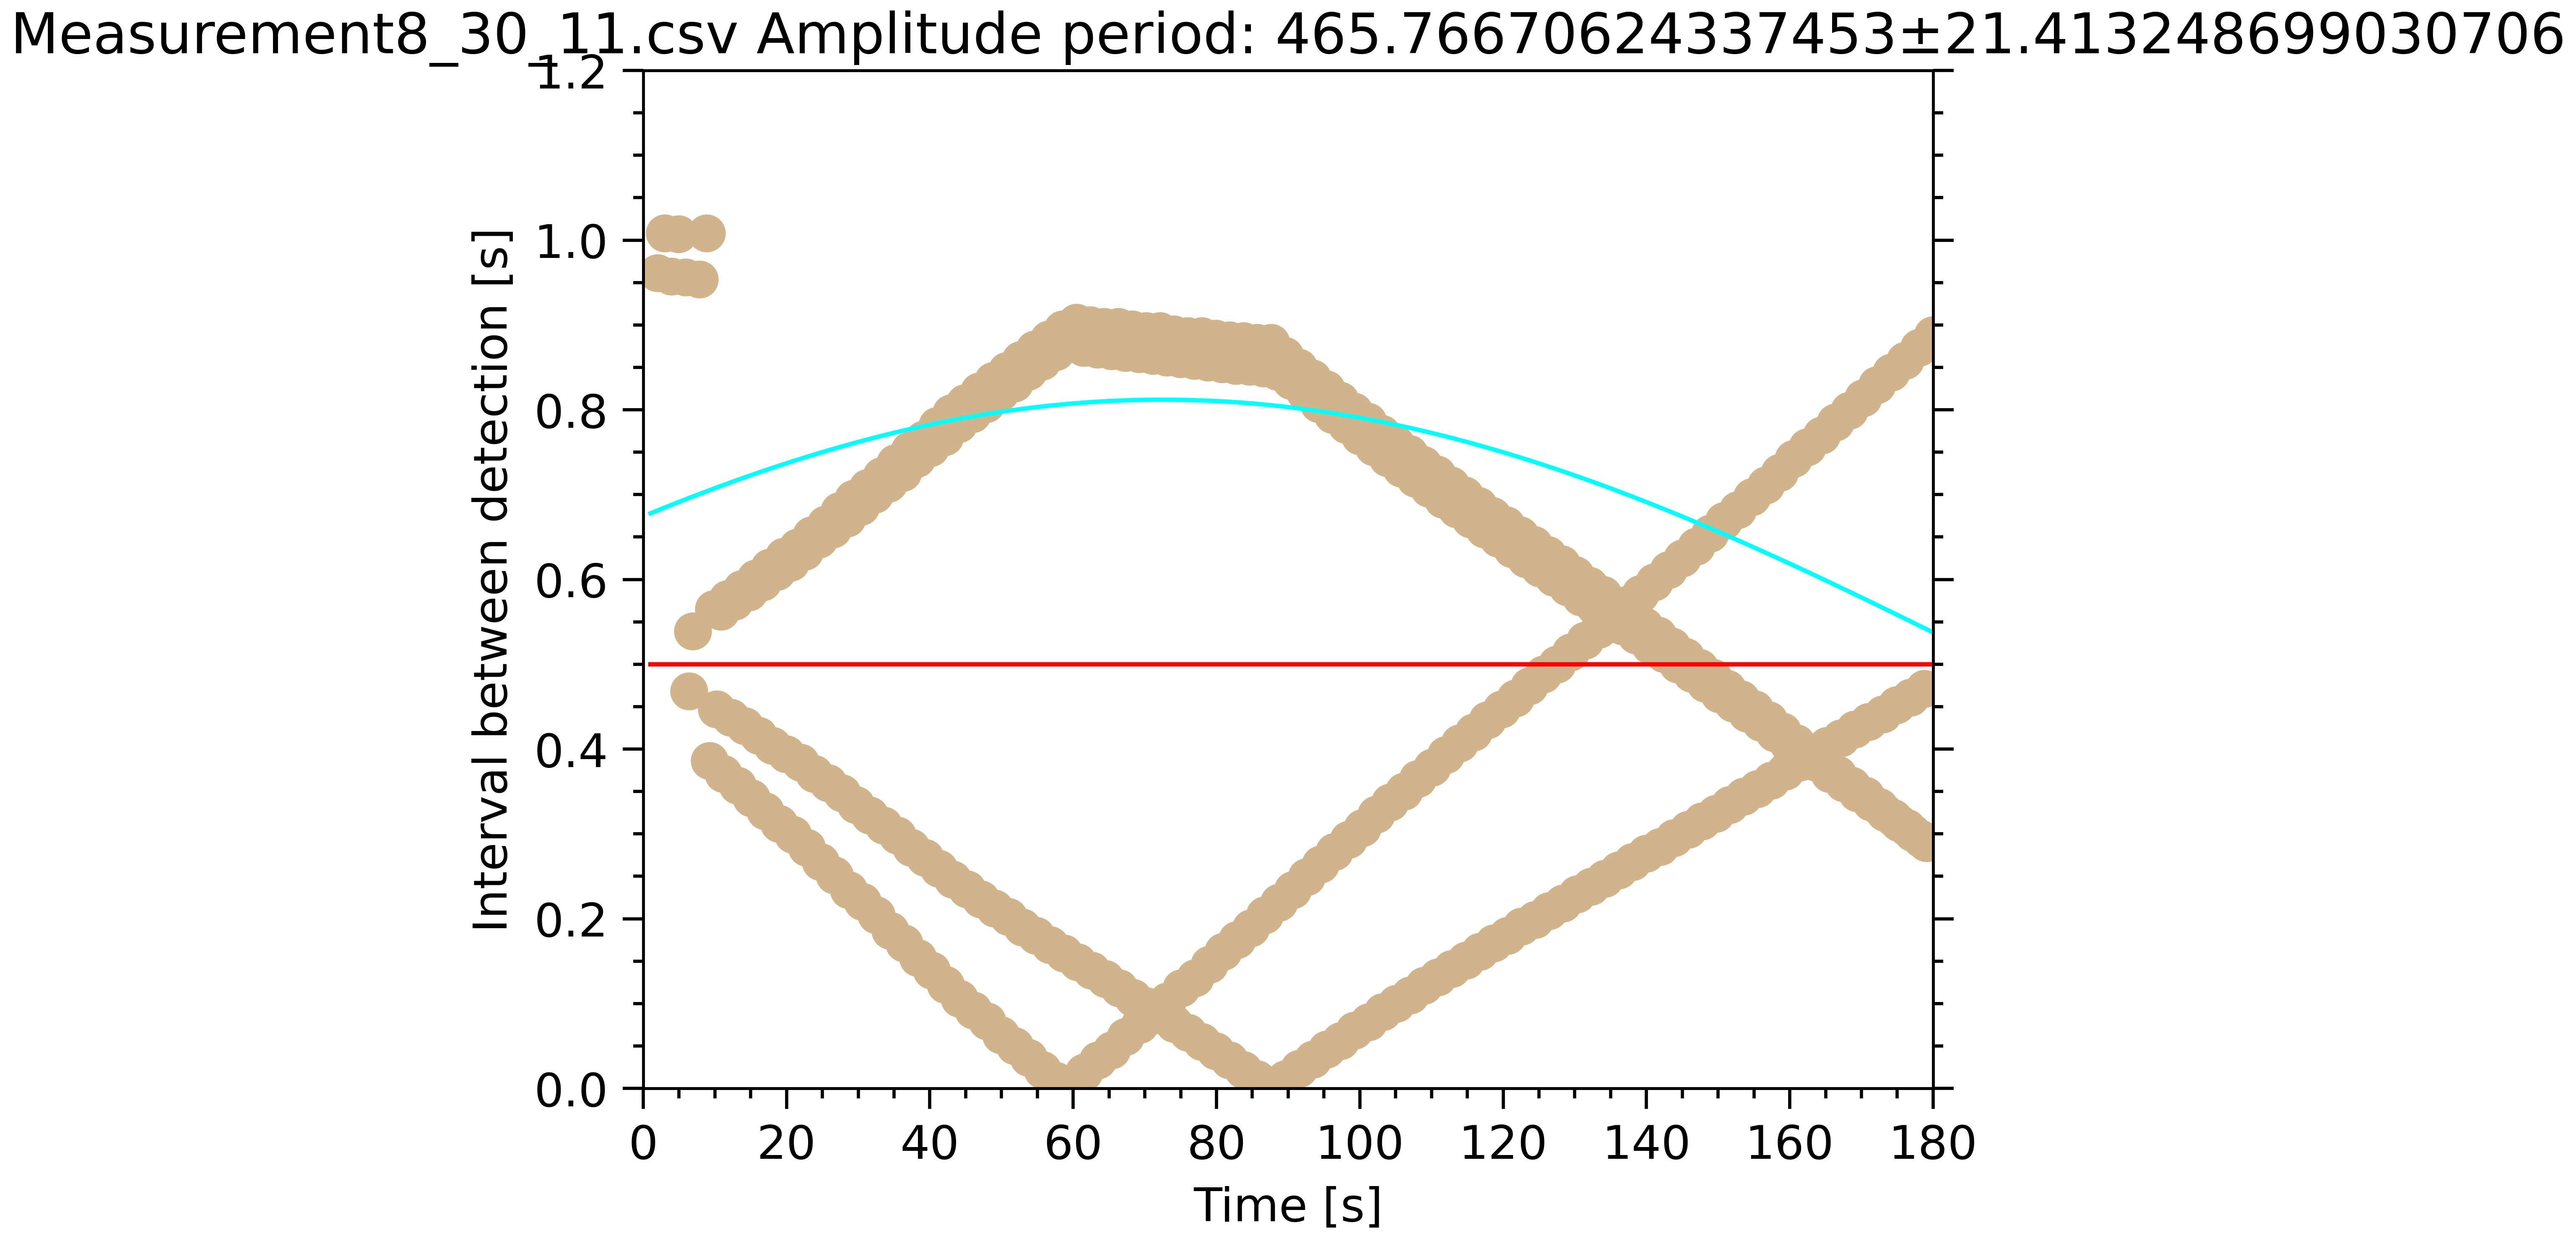 Measurement8_30_11.csv Amplitude period: 465.76670624337453±21.413248699030706
1.2
1.0
0.8
0.6
0.4
0.2
0.0
Interval between detection [s]
0 20 40 60 80 100 120 140 160 180
Time [s]